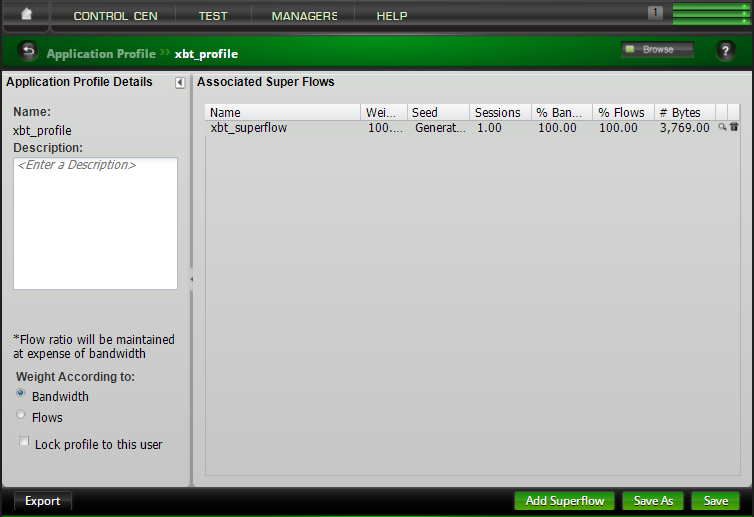 CONTROL CEN TEST MANAGERS HELP 1
Application Profile >> xbt_profile Browse ?
Application Profile Details
Name:
xbt_profile
Description:
<Enter a Description>
*Flow ratio will be maintained
at expense of bandwidth
Weight According to:
Bandwidth
Flows
Lock profile to this user
Associated Super Flows
Name Wei... Seed Sessions % Ban... % Flows # Bytes
xbt_superflow 100.... Generat... 1.00 100.00 100.00 3,769.00
Export Add Superflow Save As Save